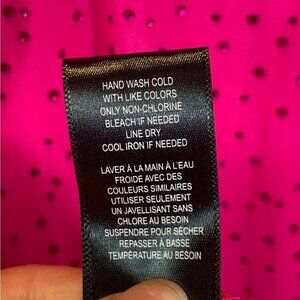 HAND WASH COLD
WITH LIKE COLORS
ONLY NON-CHLORINE
BLEACH IF NEEDED
LINE DRY
COOL IRON IF NEEDED
LAVER À LA MAIN À L'EAU
FROIDE AVEC DES
COULEURS SIMILAIRES
UTILISER SEULEMENT
UN JAVELLISANT SANS
CHLORE AU BESOIN
SUSPENDRE POUR SÉCHER
REPASSER À BASSE
TEMPÉRATURE AU BESOIN